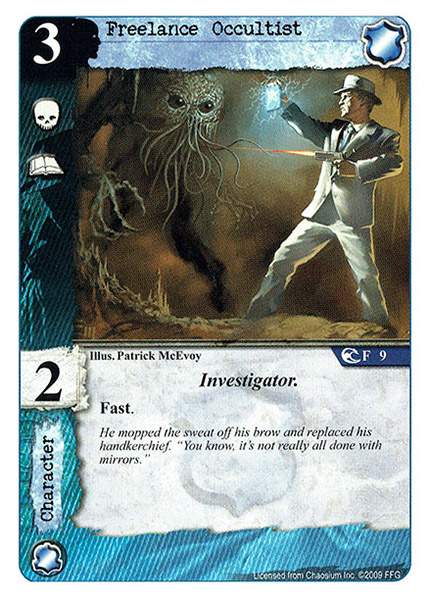 3
Freelance Occultist
Illus. Patrick McEvoy
F 9
2
Investigator.
Fast.
He mopped the sweat off his brow and replaced his
handkerchief. “You know, it’s not really all done with
mirrors.”
Character
Licensed from Chaosium Inc. ©2009 FFG